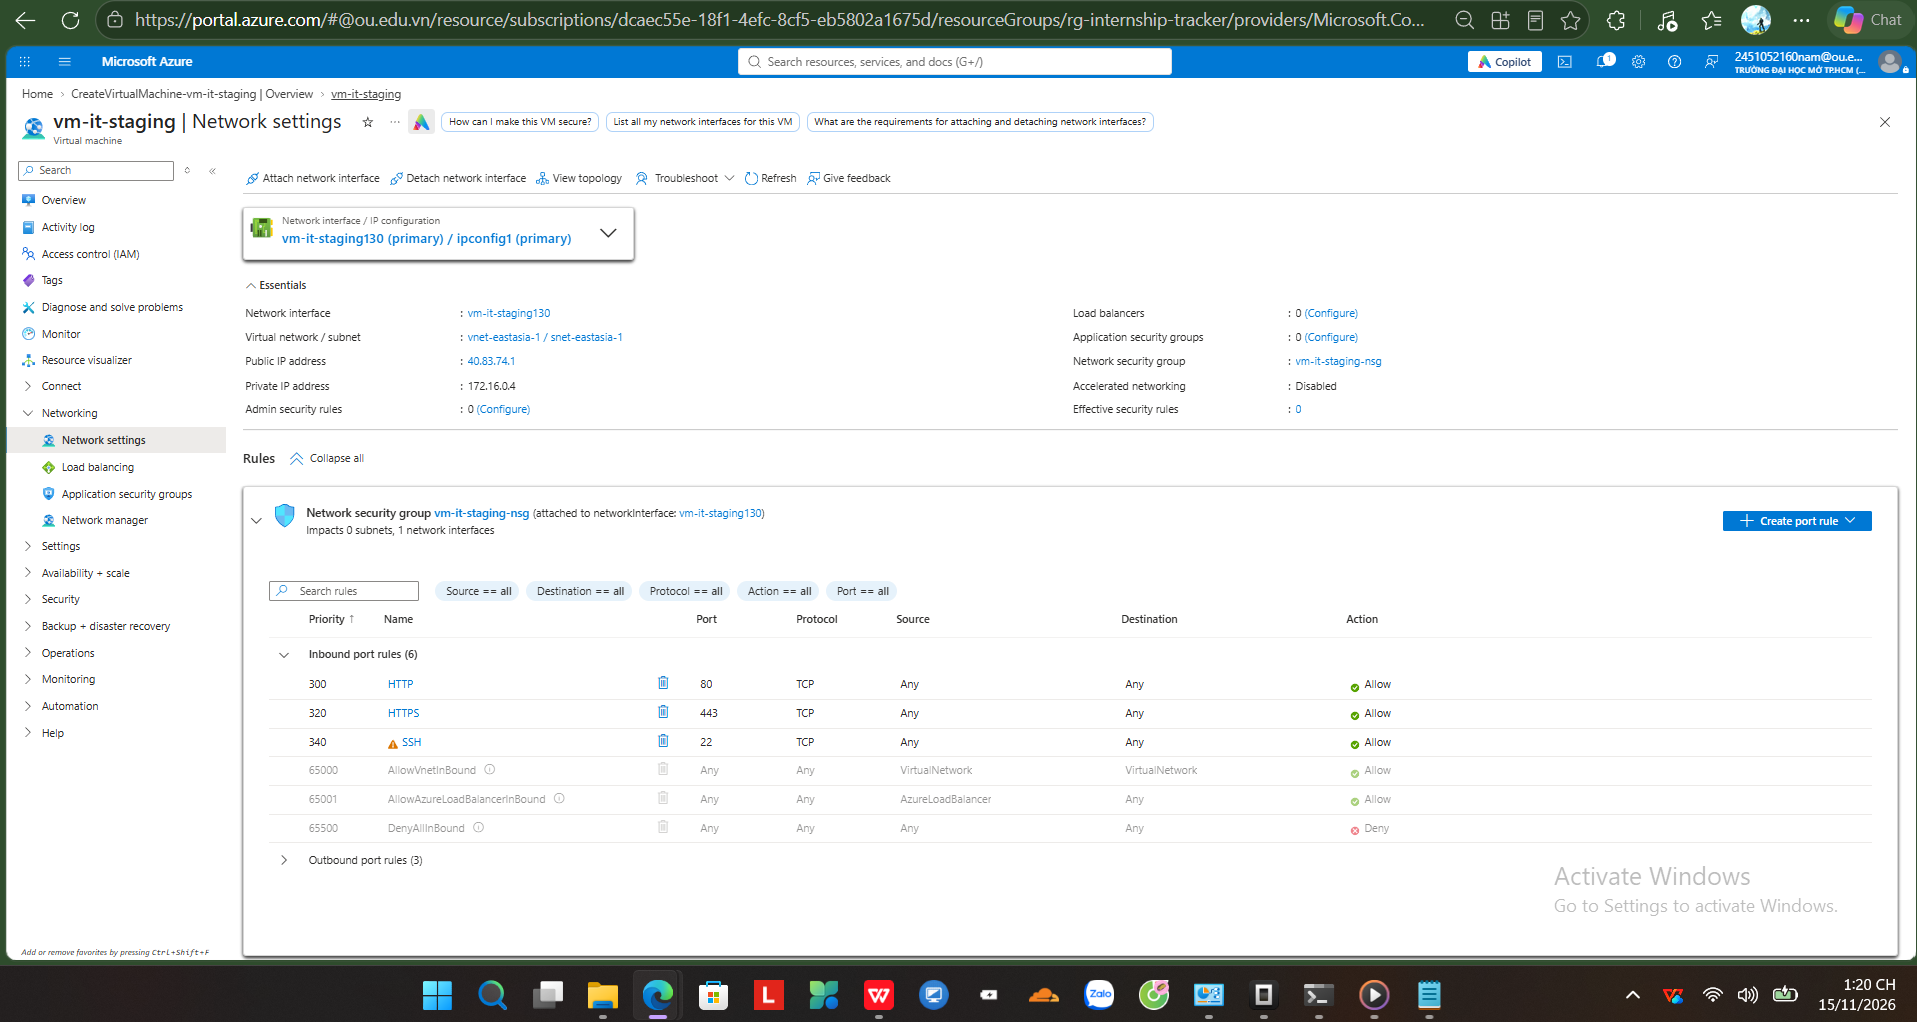 https://portal.azure.com/#@ou.edu.vn/resource/subscriptions/dcaec55e-18f1-4efc-8cf5-eb5802a1675d/resourceGroups/rg-internship-tracker/providers/Microsoft.Co...
Chat
Microsoft Azure
Search resources, services, and docs (G+/)
Copilot
1
2451052160nam@ou.e...
TRƯỜNG ĐẠI HỌC MỞ TP.HCM (...
Home > CreateVirtualMachine-vm-it-staging | Overview > vm-it-staging
vm-it-staging | Network settings
How can I make this VM secure?
List all my network interfaces for this VM
What are the requirements for attaching and detaching network interfaces?
Virtual machine
Search
Overview
Activity log
Access control (IAM)
Tags
Diagnose and solve problems
Monitor
Resource visualizer
Connect
Networking
Network settings
Load balancing
Application security groups
Network manager
Settings
Availability + scale
Security
Backup + disaster recovery
Operations
Monitoring
Automation
Help
Add or remove favorites by pressing Ctrl+Shift+F
Attach network interface
Detach network interface
View topology
Troubleshoot
Refresh
Give feedback
Network interface / IP configuration
vm-it-staging130 (primary) / ipconfig1 (primary)
Essentials
Network interface : vm-it-staging130
Virtual network / subnet : vnet-eastasia-1 / snet-eastasia-1
Public IP address : 40.83.74.1
Private IP address : 172.16.0.4
Admin security rules : 0 (Configure)
Load balancers : 0 (Configure)
Application security groups : 0 (Configure)
Network security group : vm-it-staging-nsg
Accelerated networking : Disabled
Effective security rules : 0
Rules
Collapse all
Network security group vm-it-staging-nsg (attached to networkInterface: vm-it-staging130)
Impacts 0 subnets, 1 network interfaces
Create port rule
Search rules
Source == all
Destination == all
Protocol == all
Action == all
Port == all
Priority ↑ Name Port Protocol Source Destination Action
Inbound port rules (6)
300 HTTP 80 TCP Any Any Allow
320 HTTPS 443 TCP Any Any Allow
340 SSH 22 TCP Any Any Allow
65000 AllowVnetInBound Any Any VirtualNetwork VirtualNetwork Allow
65001 AllowAzureLoadBalancerInBound Any Any AzureLoadBalancer Any Allow
65500 DenyAllInBound Any Any Any Any Deny
Outbound port rules (3)
Activate Windows
Go to Settings to activate Windows.
L
W
Zalo
1:20 CH
15/11/2026